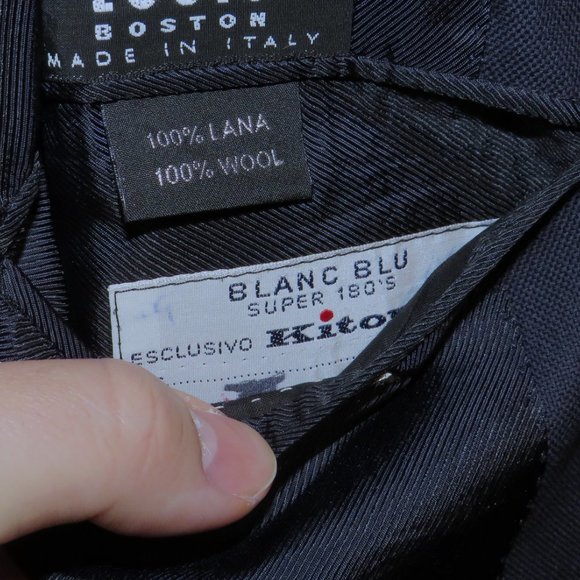 BOSTON
MADE IN ITALY
100% LANA
100% WOOL
BLANC BLU
SUPER 180'S
ESCLUSIVO